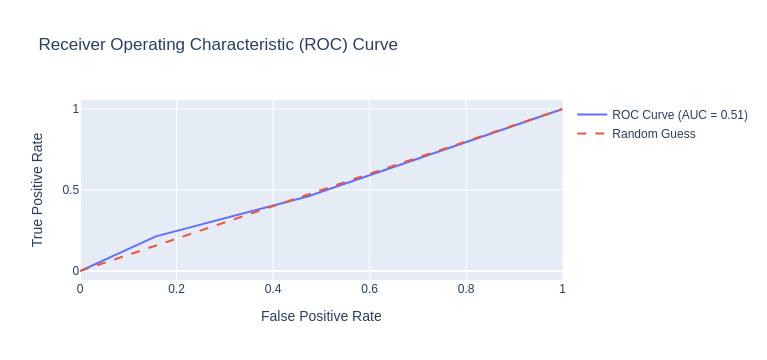 Receiver Operating Characteristic (ROC) Curve
ROC Curve (AUC = 0.51)
Random Guess
True Positive Rate
1
0.5
0
0
0.2
0.4
0.6
0.8
1
False Positive Rate